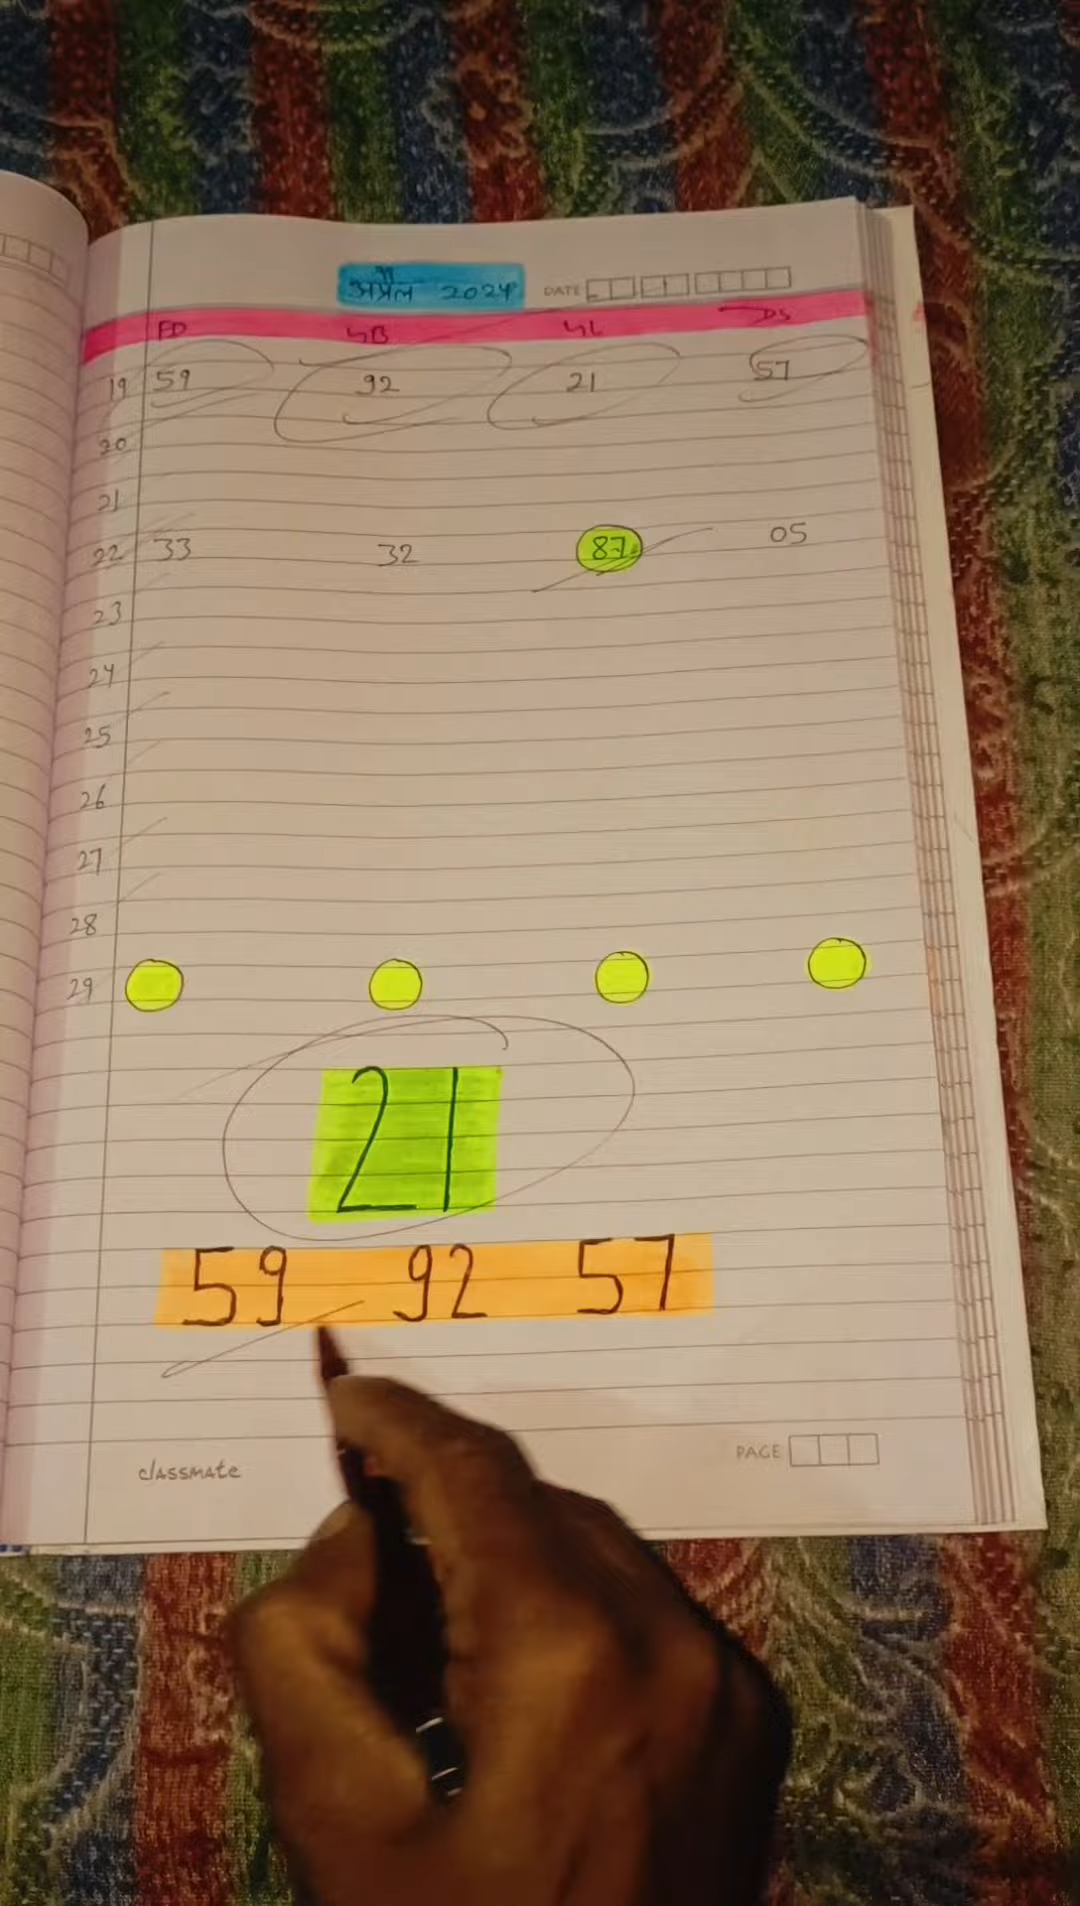 अप्रैल 2024
DATE
FD GB GL DS
19 59 92 21 57
20
21
22 33 32 87 05
23
24
25
26
27
28
29
21
59 92 57
classmate
PAGE